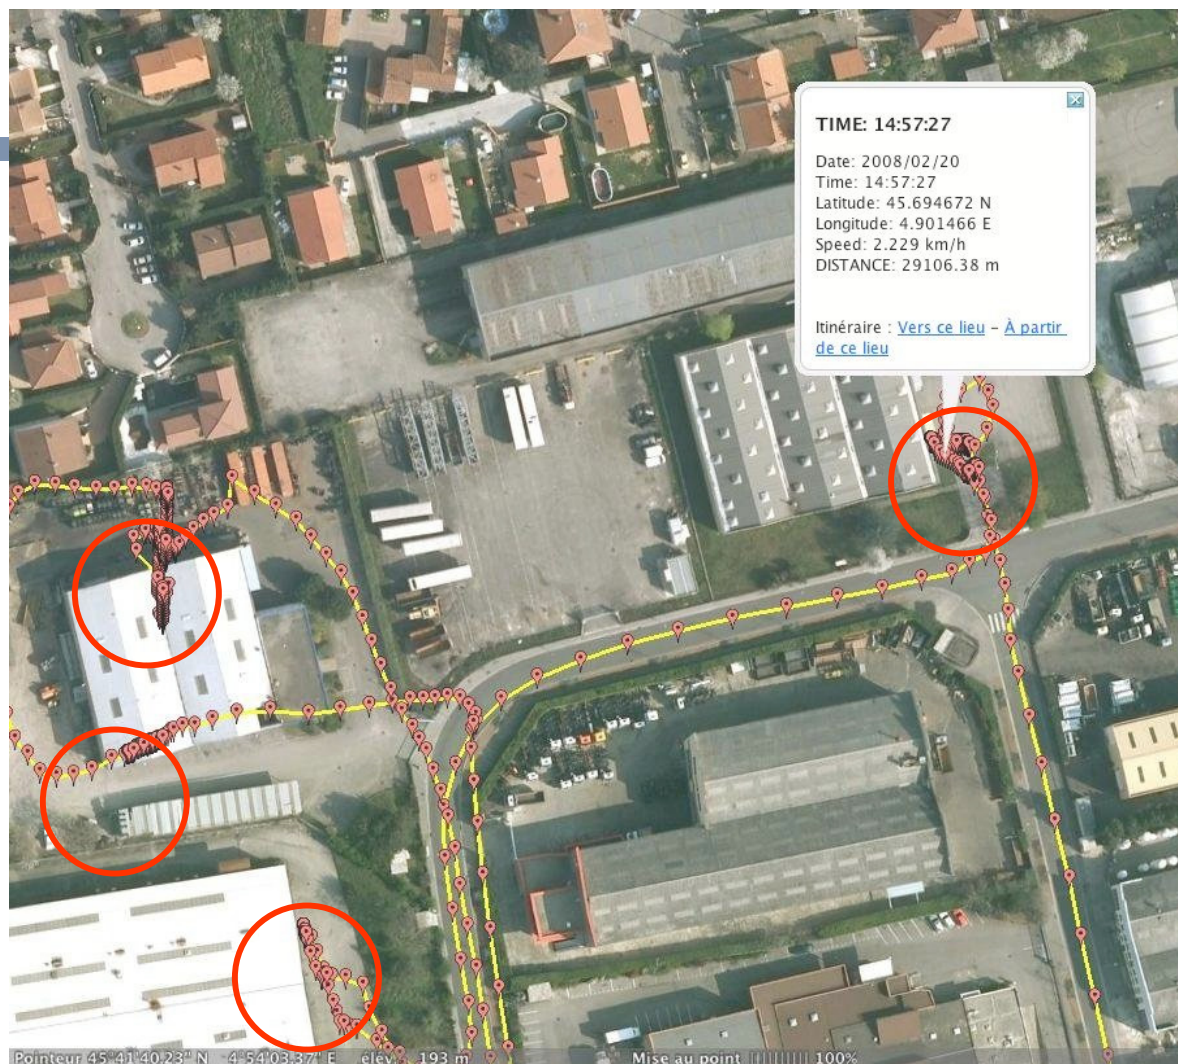 TIME: 14:57:27
Date: 2008/02/20
Time: 14:57:27
Latitude: 45.694672 N
Longitude: 4.901466 E
Speed: 2.229 km/h
DISTANCE: 29106.38 m
Itinéraire : Vers ce lieu – À partir
de ce lieu
Pointeur 45°41'40.23" N 4°54'03.37" E élév. 193 m Mise au point |||||||||| 100%